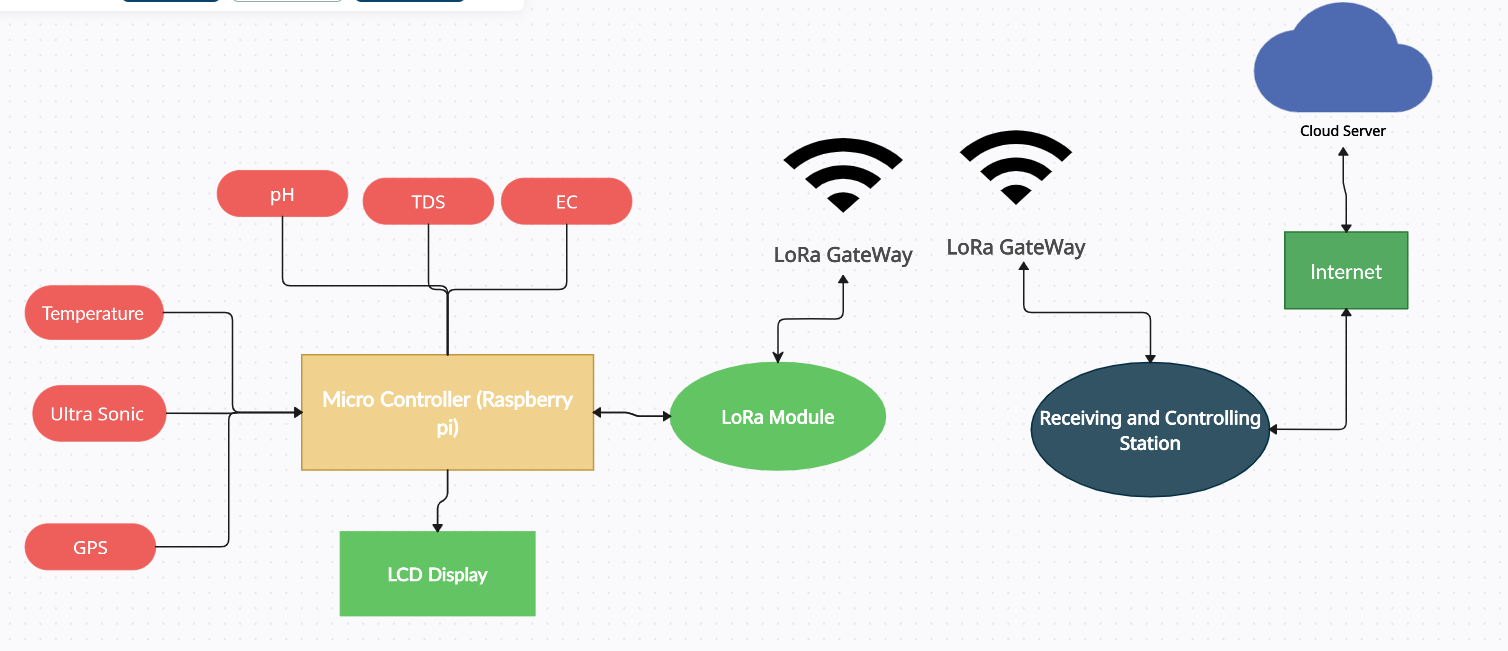 Cloud Server
pH
TDS
EC
LoRa GateWay
LoRa GateWay
Internet
Temperature
Ultra Sonic
Micro Controller (Raspberry
pi)
LoRa Module
Receiving and Controlling
Station
GPS
LCD Display